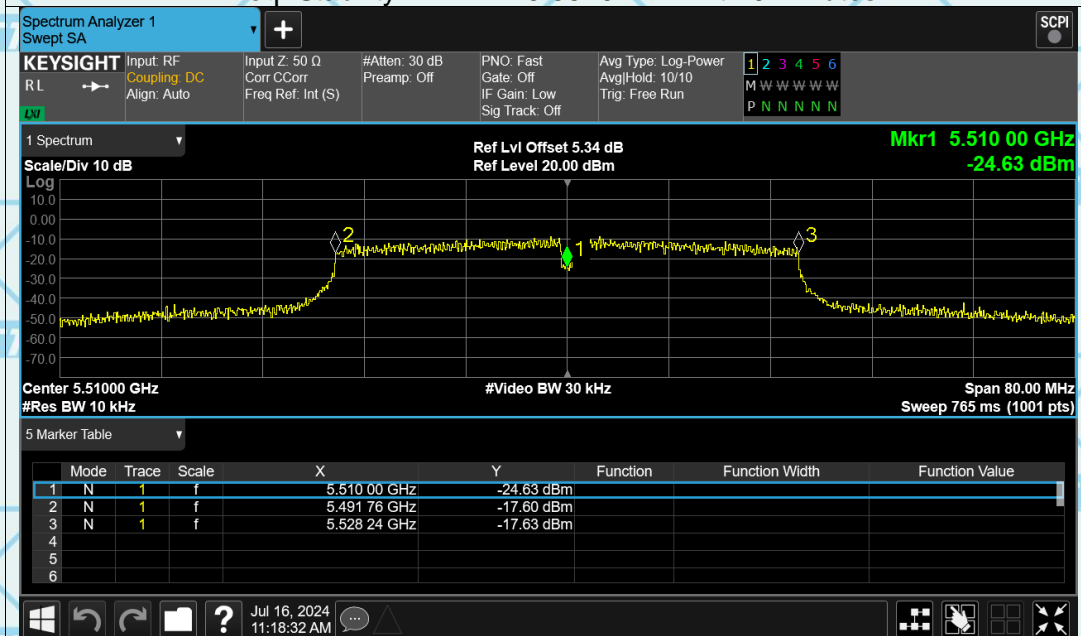 Spectrum Analyzer 1
Swept SA
+
SCPI
KEYSIGHT Input: RF Input Z: 50 Ω #Atten: 30 dB PNO: Fast Avg Type: Log-Power 1 2 3 4 5 6
RL Coupling: DC Corr CCorr Preamp: Off Gate: Off Avg|Hold: 10/10 M W W W W W
Align: Auto Freq Ref: Int (S) IF Gain: Low Trig: Free Run
LXI Sig Track: Off P N N N N N
1 Spectrum Ref Lvl Offset 5.34 dB Mkr1 5.510 00 GHz
Scale/Div 10 dB Ref Level 20.00 dBm -24.63 dBm
Log
10.0
0.00
-10.0
-20.0
-30.0
-40.0
-50.0
-60.0
-70.0
2 1 3
Center 5.51000 GHz #Video BW 30 kHz Span 80.00 MHz
#Res BW 10 kHz Sweep 765 ms (1001 pts)
5 Marker Table
Mode Trace Scale X Y Function Function Width Function Value
1 N 1 f 5.510 00 GHz -24.63 dBm
2 N 1 f 5.491 76 GHz -17.60 dBm
3 N 1 f 5.528 24 GHz -17.63 dBm
4
5
6
? Jul 16, 2024
11:18:32 AM